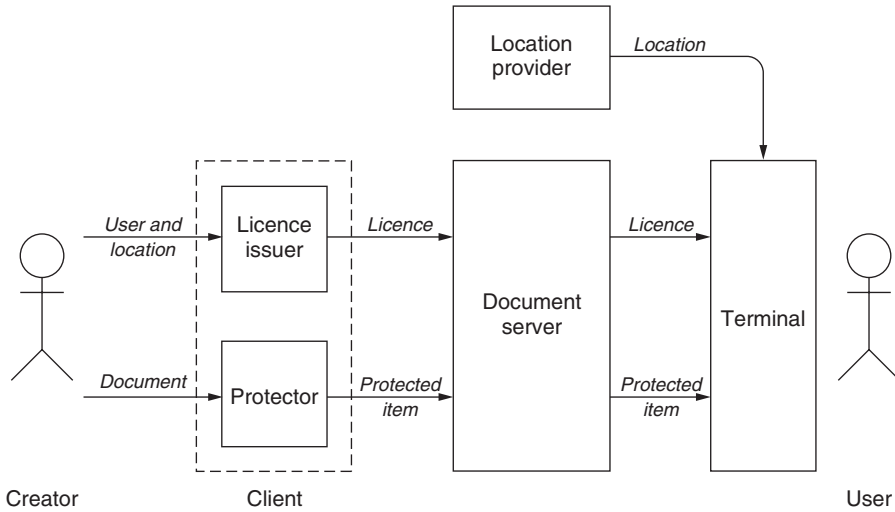 Location
provider
Location
User and
location
Licence
issuer
Licence
Document
server
Licence
Terminal
Document
Protector
Protected
item
Protected
item
Creator
Client
User